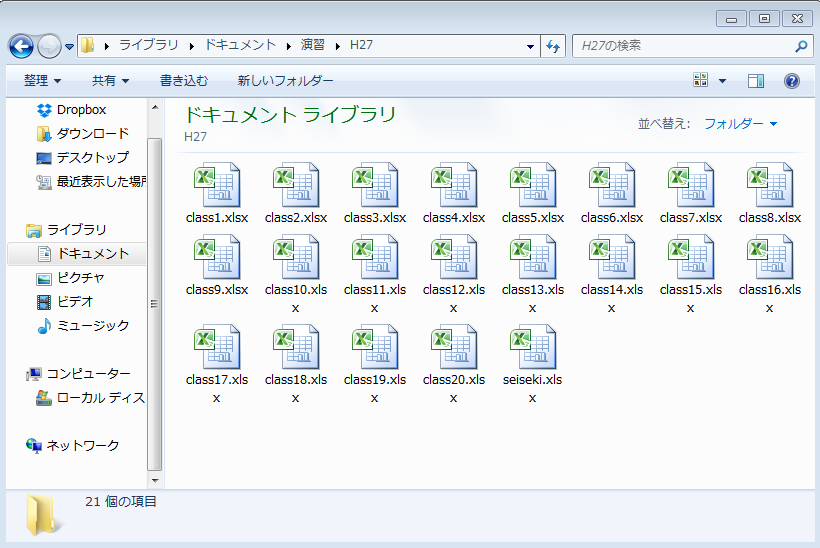 ライブラリ ドキュメント 演習 H27
H27の検索
整理 共有 書き込む 新しいフォルダー
Dropbox
ダウンロード
デスクトップ
最近表示した場所
ライブラリ
ドキュメント
ピクチャ
ビデオ
ミュージック
コンピューター
ローカル ディス
ネットワーク
ドキュメント ライブラリ
H27
並べ替え: フォルダー
class1.xlsx class2.xlsx class3.xlsx class4.xlsx class5.xlsx class6.xlsx class7.xlsx class8.xlsx
class9.xlsx class10.xlsx class11.xlsx class12.xlsx class13.xlsx class14.xlsx class15.xlsx class16.xlsx
class17.xlsx class18.xlsx class19.xlsx class20.xlsx seiseki.xlsx
21 個の項目